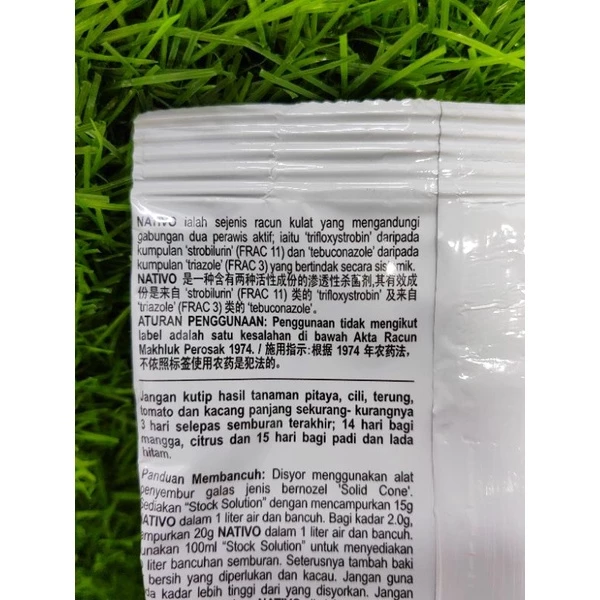 NATIVO ialah sejenis racun kulat yang mengandungi
gabungan dua perawis aktif; iaitu 'trifloxystrobin' daripada
kumpulan 'strobilurin' (FRAC 11) dan 'tebuconazole' daripada
kumpulan 'triazole' (FRAC 3) yang bertindak secara sistemik.
NATIVO 是一种含有两种活性成份的渗透性杀菌剂,其有效成
份是来自 'strobilurin' (FRAC 11) 类的 'trifloxystrobin' 及来自
'triazole' (FRAC 3) 类的 'tebuconazole'。
ATURAN PENGGUNAAN: Penggunaan tidak mengikut
label adalah satu kesalahan di bawah Akta Racun
Makhluk Perosak 1974. / 施用指示:根据 1974 年农药法,
不依照标签使用农药是犯法的。
Jangan kutip hasil tanaman pitaya, cili, terung,
tomato dan kacang panjang sekurang- kurangnya
3 hari selepas semburan terakhir; 14 hari bagi
mangga, citrus dan 15 hari bagi padi dan lada
hitam.
Panduan Membancuh: Disyor menggunakan alat
penyembur galas jenis bernozel 'Solid Cone'.
Sediakan "Stock Solution" dengan mencampurkan 15g
NATIVO dalam 1 liter air dan bancuh. Bagi kadar 2.0g,
campurkan 20g NATIVO dalam 1 liter air dan bancuh.
unakan 100ml "Stock Solution" untuk menyediakan
liter bancuhan semburan. Seterusnya tambah baki
bersih yang diperlukan dan kacau. Jangan guna
kadar lebih tinggi dari yang disyorkan. Jangan